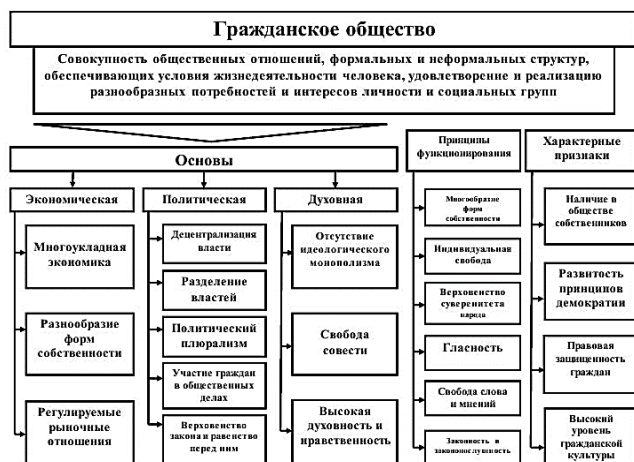 Гражданское общество
Совокупность общественных отношений, формальных и неформальных структур,
обеспечивающих условия жизнедеятельности человека, удовлетворение и реализацию
разнообразных потребностей и интересов личности и социальных групп
Основы
Экономическая
Многоукладная
экономика
Разнообразие
форм
собственности
Регулируемые
рыночные
отношения
Политическая
Децентрализация
власти
Разделение
властей
Политический
плюрализм
Участие граждан
в общественных
делах
Верховенство
закона и равенство
перед ним
Духовная
Отсутствие
идеологического
монополизма
Свобода
совести
Высокая
духовность и
нравственность
Принципы
функционирования
Многообразие
форм
собственности
Индивидуальная
свобода
Верховенство
суверенитета
народа
Гласность
Свобода слова
и мнений
Законность и
законопослушность
Характерные
признаки
Наличие в
обществе
собственников
Развитость
принципов
демократии
Правовая
защищенность
граждан
Высокий
уровень
гражданской
культуры